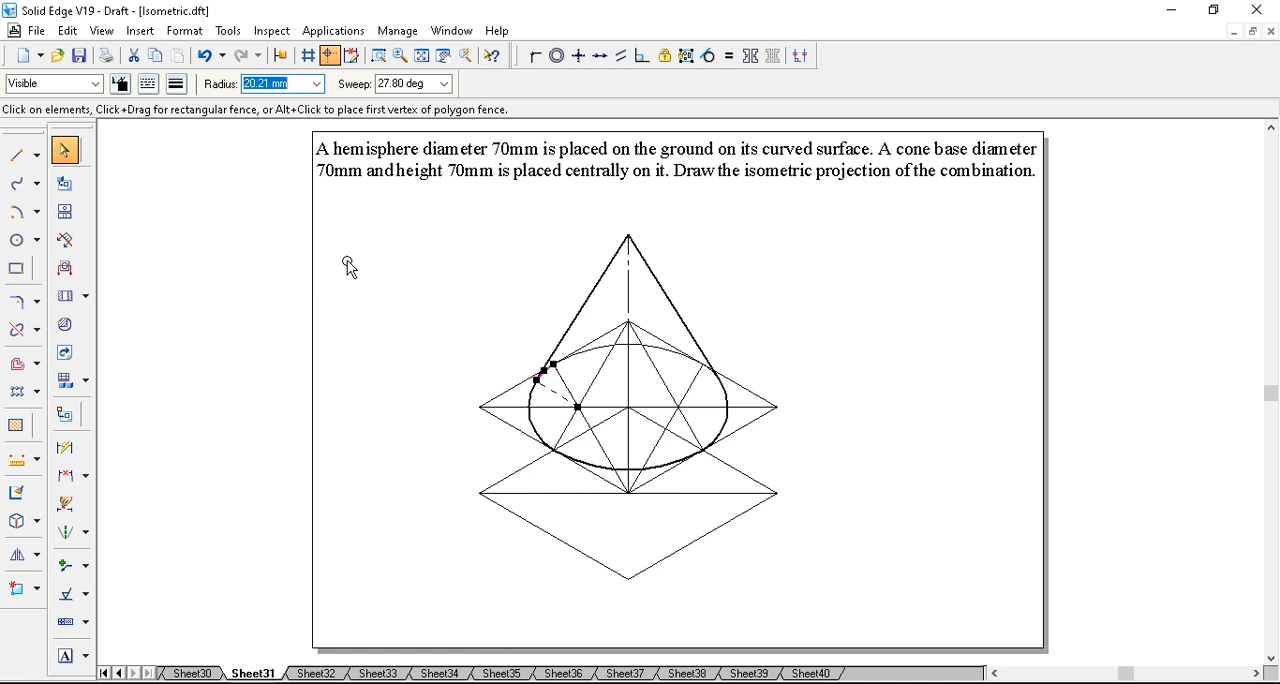 Solid Edge V19 - Draft - [Isometric.dft]
File Edit View Insert Format Tools Inspect Applications Manage Window Help
Visible Radius: 20.21 mm Sweep: 27.80 deg
Click on elements, Click+Drag for rectangular fence, or Alt+Click to place first vertex of polygon fence.
A hemisphere diameter 70mm is placed on the ground on its curved surface. A cone base diameter
70mm and height 70mm is placed centrally on it. Draw the isometric projection of the combination.
A
Sheet30 Sheet31 Sheet32 Sheet33 Sheet34 Sheet35 Sheet36 Sheet37 Sheet38 Sheet39 Sheet40